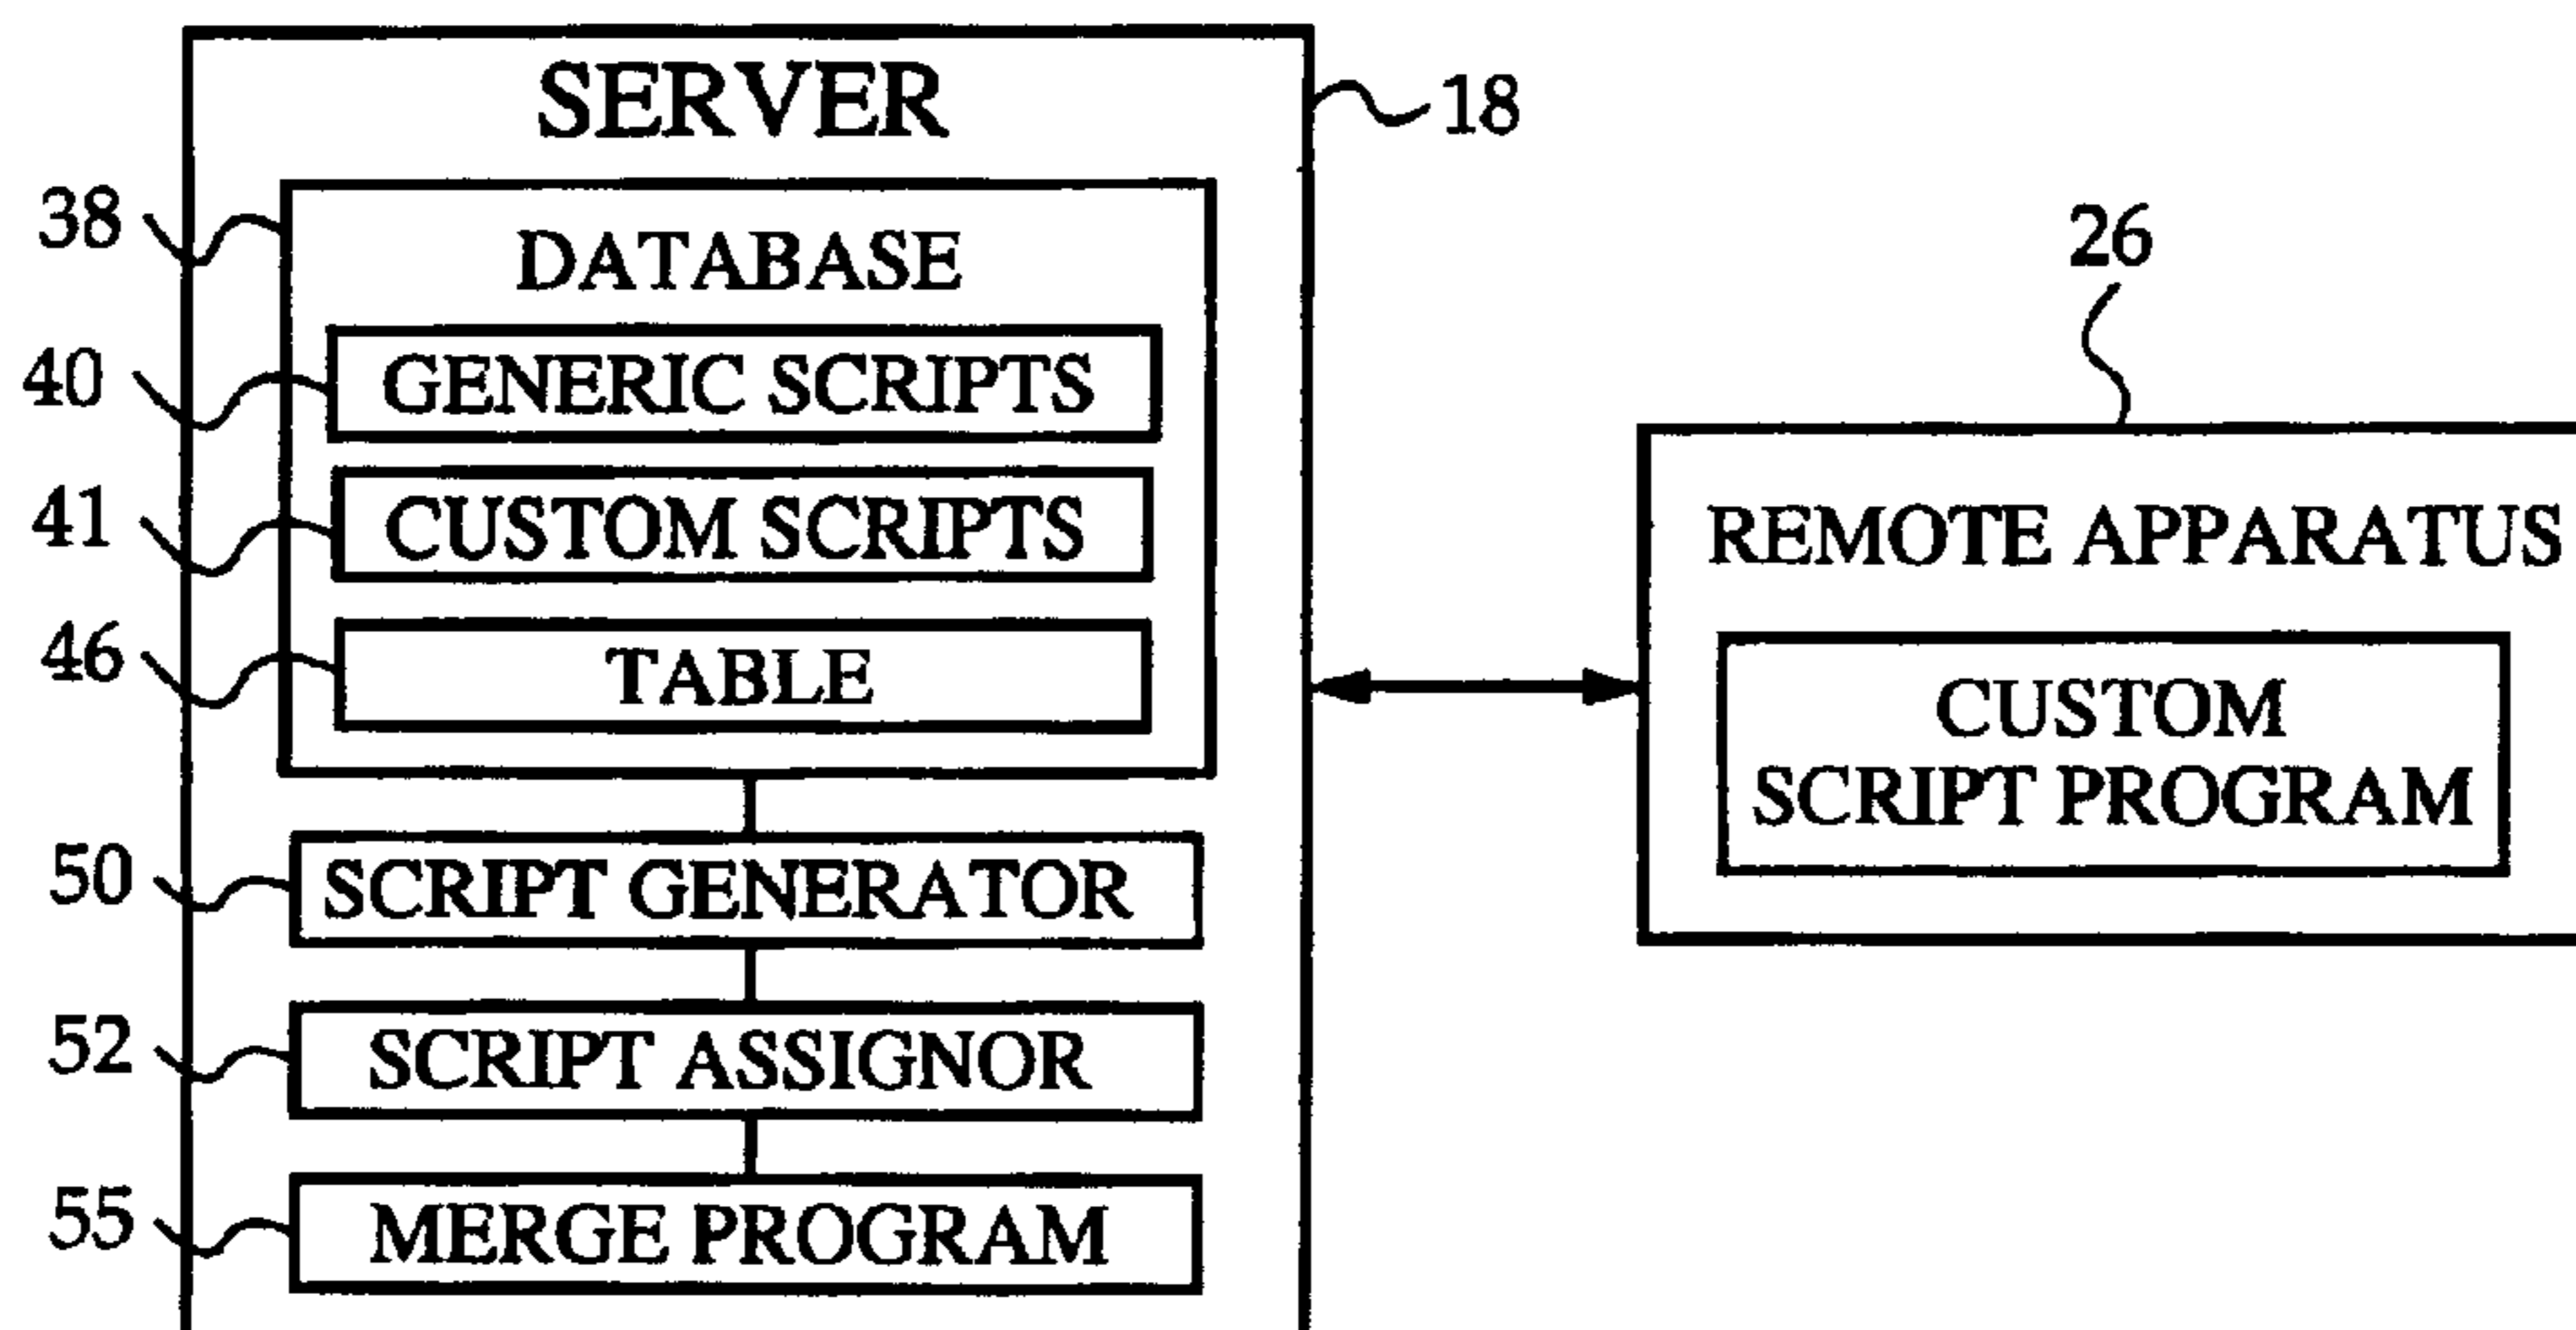 SERVER
18
38
DATABASE
26
40
GENERIC SCRIPTS
41
CUSTOM SCRIPTS
REMOTE APPARATUS
46
TABLE
CUSTOM
SCRIPT PROGRAM
50
SCRIPT GENERATOR
52
SCRIPT ASSIGNOR
55
MERGE PROGRAM